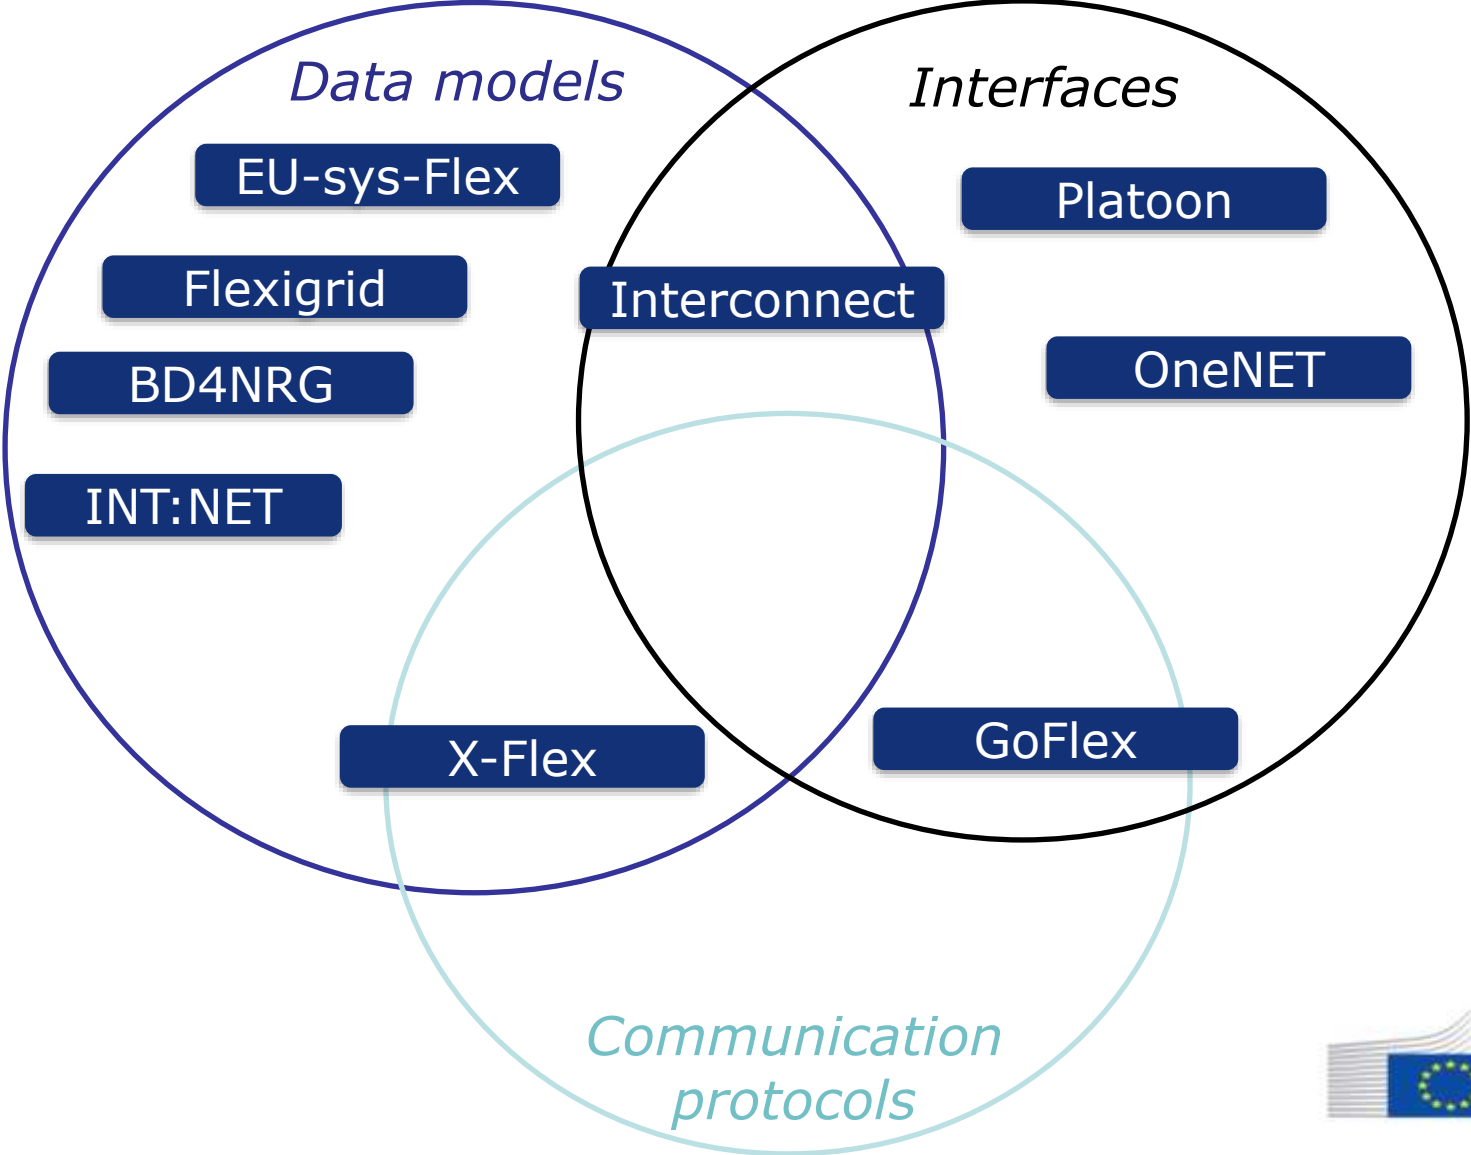 Data models
Interfaces
EU-sys-Flex
Platoon
Flexigrid
Interconnect
BD4NRG
OneNET
INT:NET
X-Flex
GoFlex
Communication
protocols